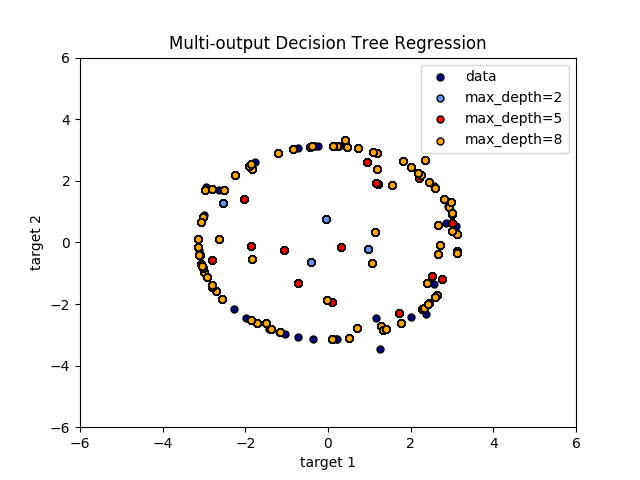 Multi-output Decision Tree Regression
data
max_depth=2
max_depth=5
max_depth=8
6
4
2
0
−2
−4
−6
target 2
−6
−4
−2
0
2
4
6
target 1